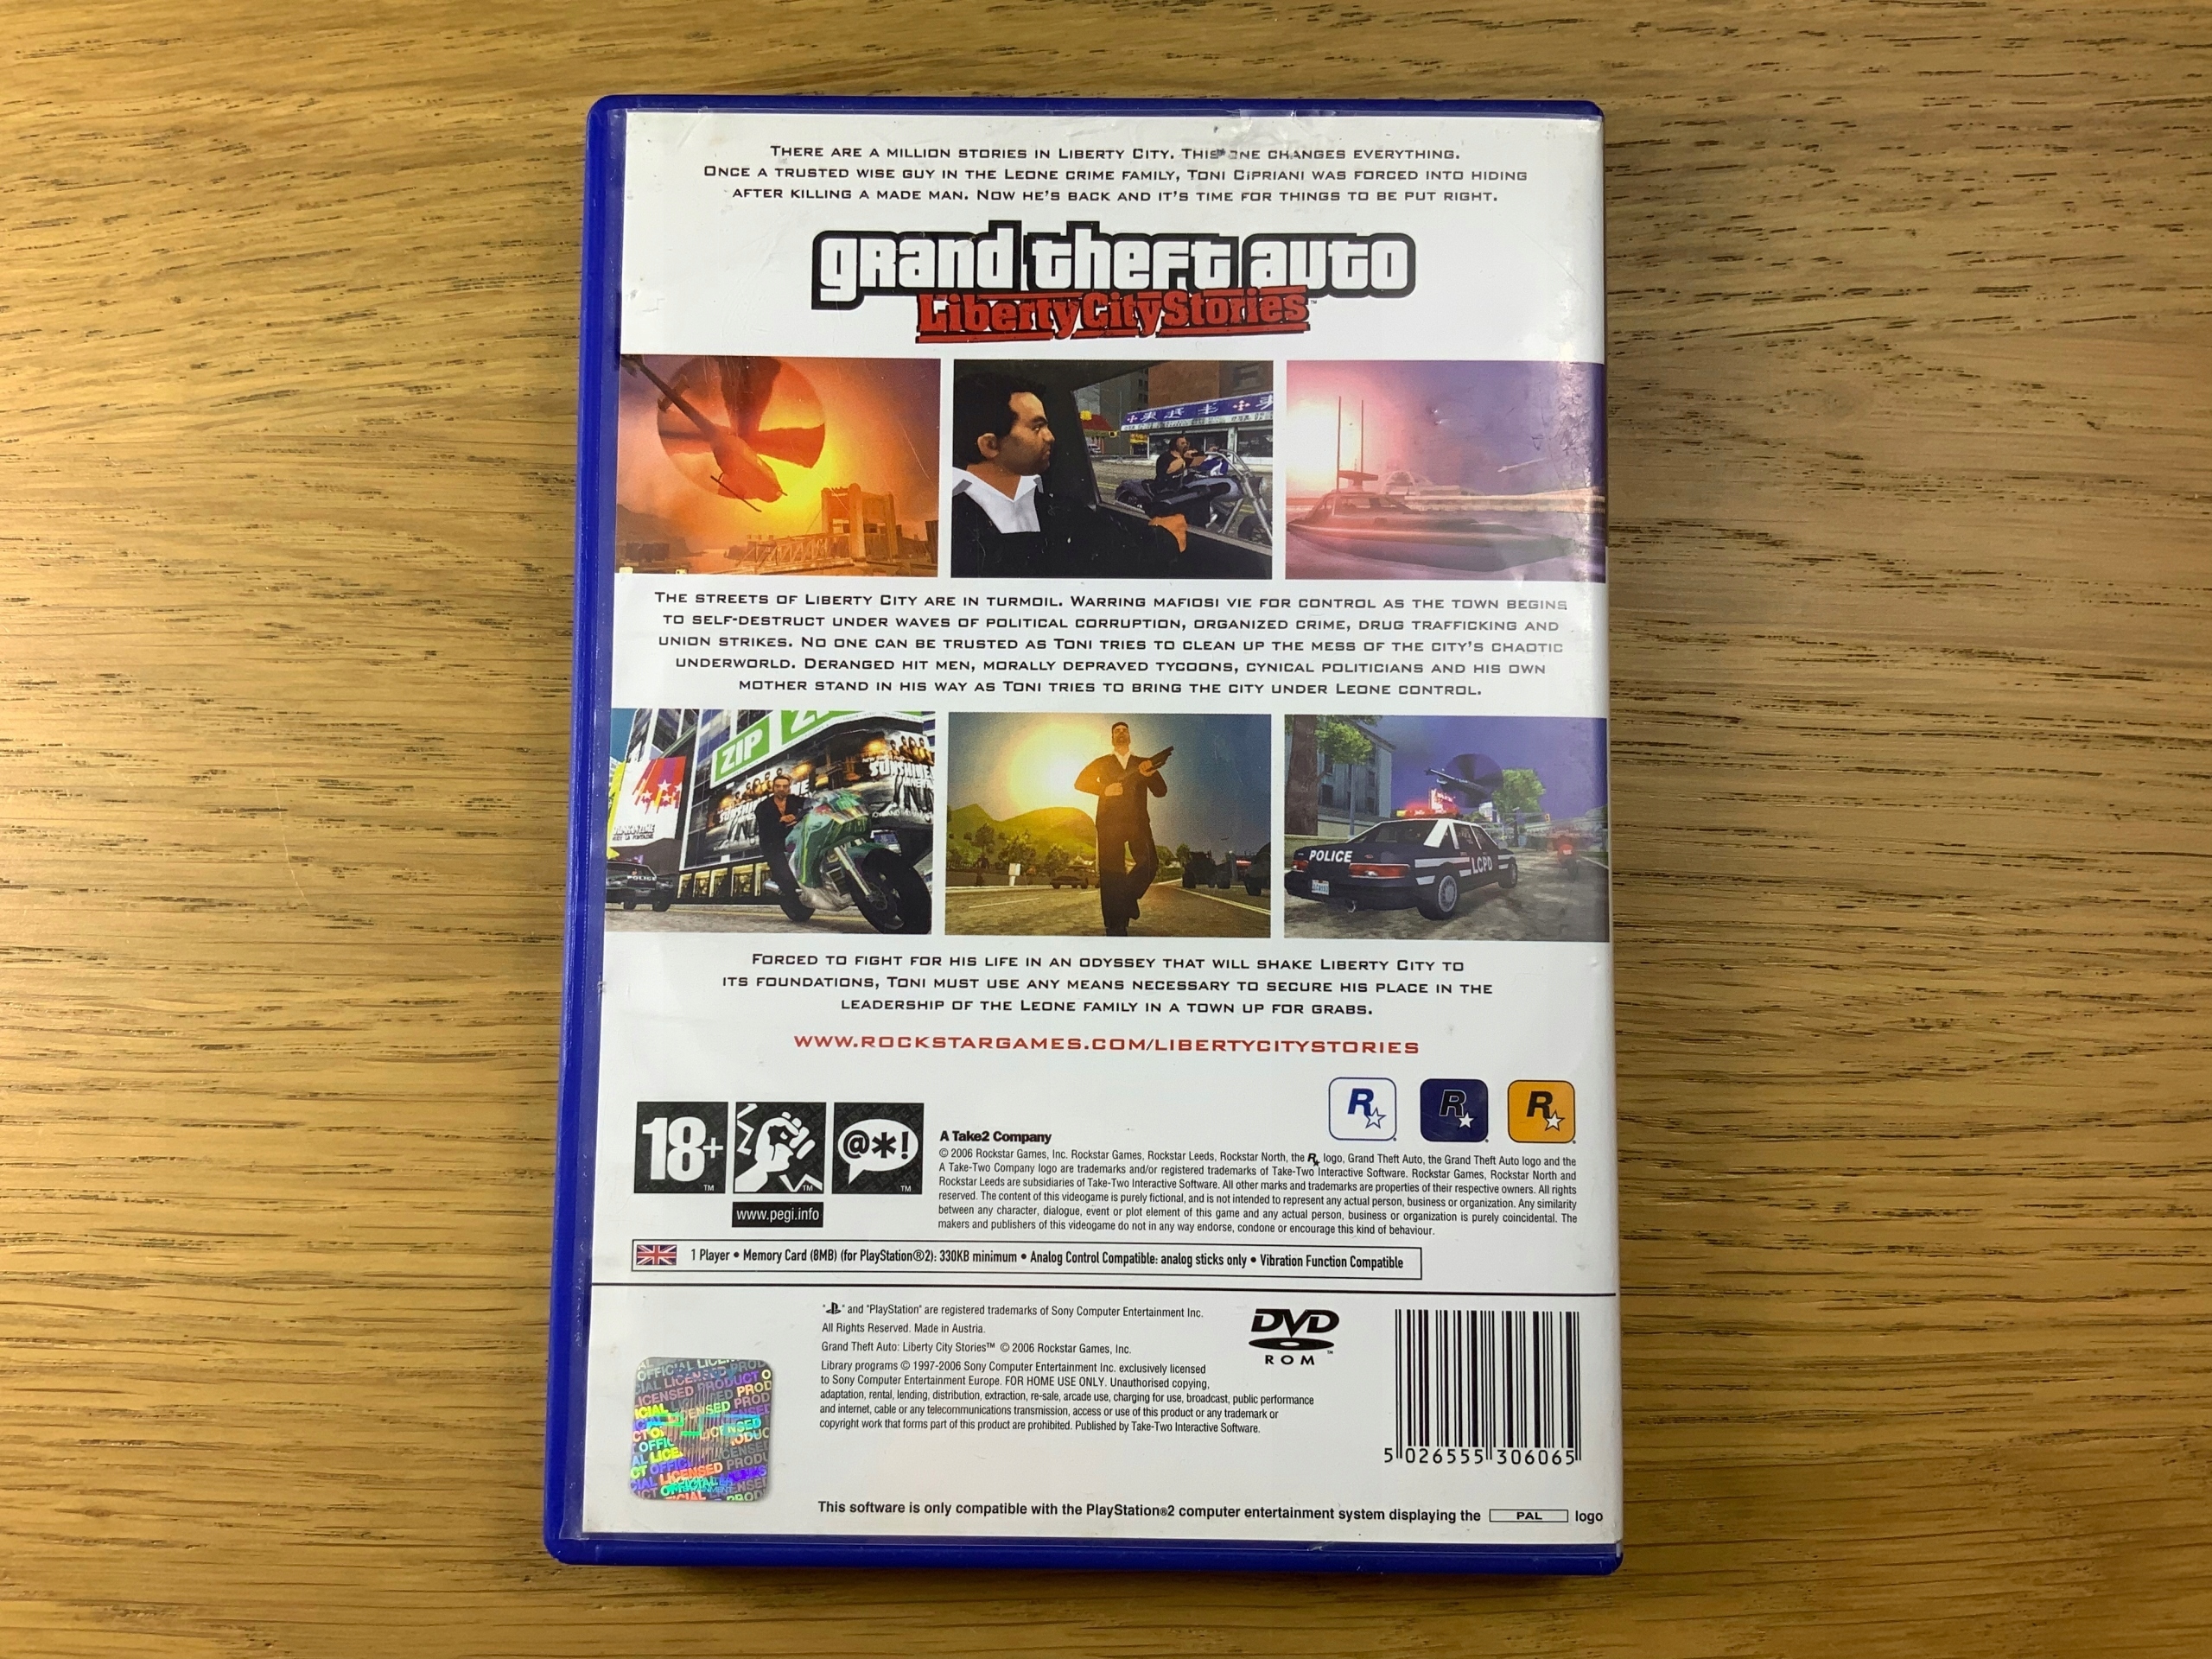 There are a million stories in Liberty City. This one changes everything.
Once a trusted wise guy in the Leone crime family, Toni Cipriani was forced into hiding
after killing a made man. Now he's back and it's time for things to be put right.
grand theft auto
Liberty City Stories™
The streets of Liberty City are in turmoil. Warring mafiosi vie for control as the town begins
to self-destruct under waves of political corruption, organized crime, drug trafficking and
union strikes. No one can be trusted as Toni tries to clean up the mess of the city's chaotic
underworld. Deranged hit men, morally depraved tycoons, cynical politicians and his own
mother stand in his way as Toni tries to bring the city under Leone control.
ZIP
POLICE
POLICE
LCPD
Forced to fight for his life in an odyssey that will shake Liberty City to
its foundations, Toni must use any means necessary to secure his place in the
leadership of the Leone family in a town up for grabs.
www.rockstargames.com/libertycitystories
R R R
18+ ™
™
@*! ™
www.pegi.info
A Take2 Company
© 2006 Rockstar Games, Inc. Rockstar Games, Rockstar Leeds, Rockstar North, the R logo, Grand Theft Auto, the Grand Theft Auto logo and the
A Take-Two Company logo are trademarks and/or registered trademarks of Take-Two Interactive Software. Rockstar Games, Rockstar North and
Rockstar Leeds are subsidiaries of Take-Two Interactive Software. All other marks and trademarks are properties of their respective owners. All rights
reserved. The content of this videogame is purely fictional, and is not intended to represent any actual person, business or organization. Any similarity
between any character, dialogue, event or plot element of this game and any actual person, business or organization is purely coincidental. The
makers and publishers of this videogame do not in any way endorse, condone or encourage this kind of behaviour.
1 Player • Memory Card (8MB) (for PlayStation®2): 330KB minimum • Analog Control Compatible: analog sticks only • Vibration Function Compatible
" " and "PlayStation" are registered trademarks of Sony Computer Entertainment Inc.
All Rights Reserved. Made in Austria.
Grand Theft Auto: Liberty City Stories™ © 2006 Rockstar Games, Inc.
Library programs © 1997-2006 Sony Computer Entertainment Inc. exclusively licensed
to Sony Computer Entertainment Europe. FOR HOME USE ONLY. Unauthorised copying,
adaptation, rental, lending, distribution, extraction, re-sale, arcade use, charging for use, broadcast, public performance
and internet, cable or any telecommunications transmission, access or use of this product or any trademark or
copyright work that forms part of this product are prohibited. Published by Take-Two Interactive Software.
DVD
ROM
OFFICIAL LICENSED PRODUCT
5 026555 306065
This software is only compatible with the PlayStation®2 computer entertainment system displaying the PAL logo